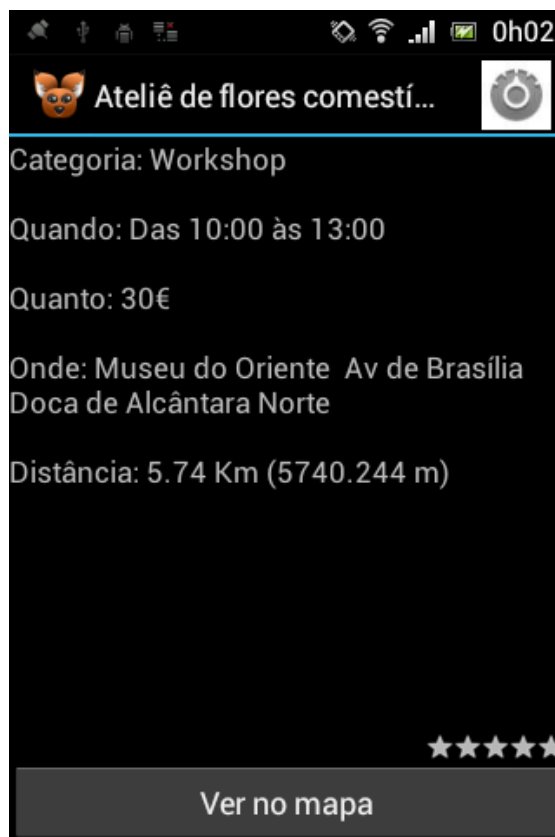 0h02
Ateliê de flores comestí...
Categoria: Workshop
Quando: Das 10:00 às 13:00
Quanto: 30€
Onde: Museu do Oriente  Av de Brasília
Doca de Alcântara Norte
Distância: 5.74 Km (5740.244 m)
Ver no mapa